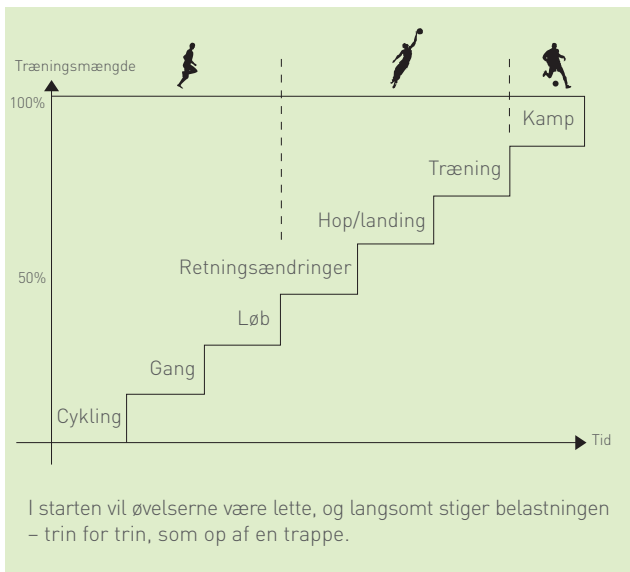 Træningsmængde
100%
Kamp
Træning
Hop/landing
Retningsændringer
50%
Løb
Gang
Cykling
Tid
I starten vil øvelserne være lette, og langsomt stiger belastningen
– trin for trin, som op af en trappe.